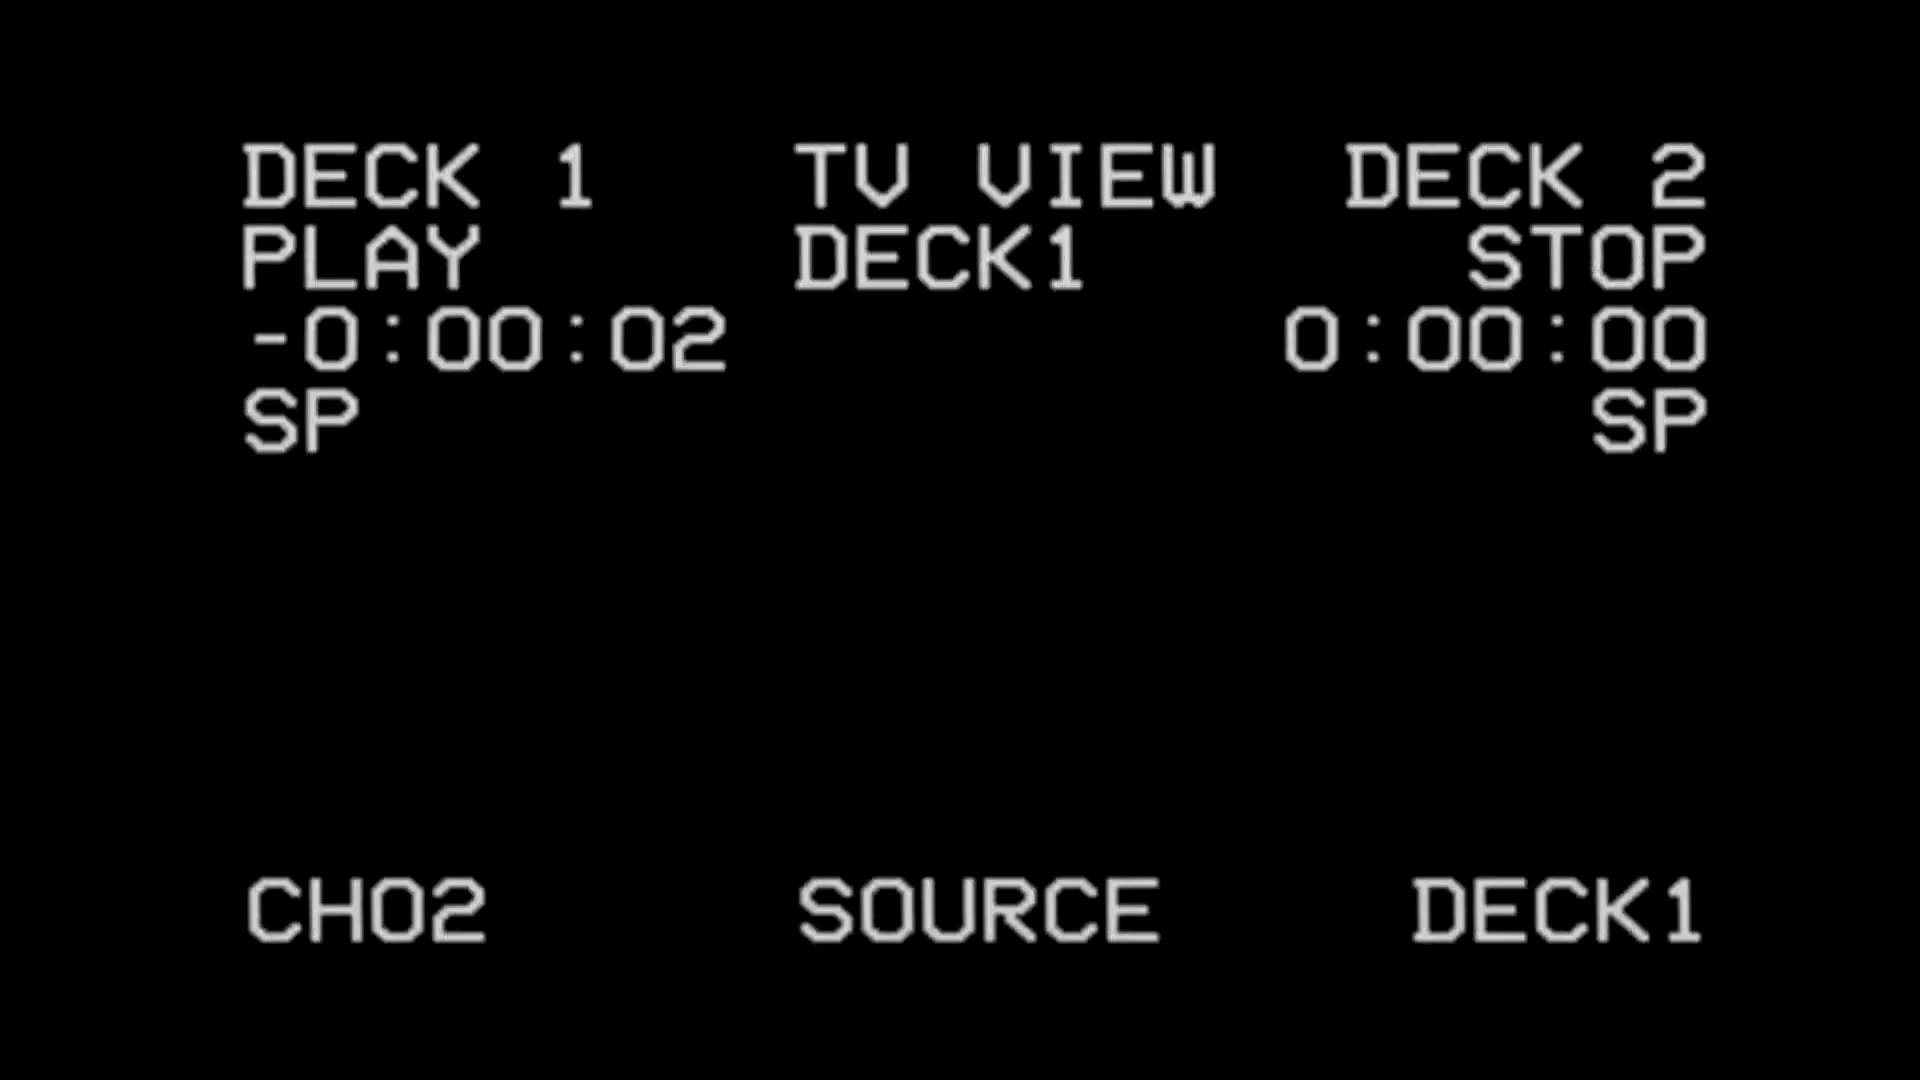 DECK 1 TV VIEW DECK 2
PLAY DECK1 STOP
-0:00:02 0:00:00
SP SP
CH02 SOURCE DECK1